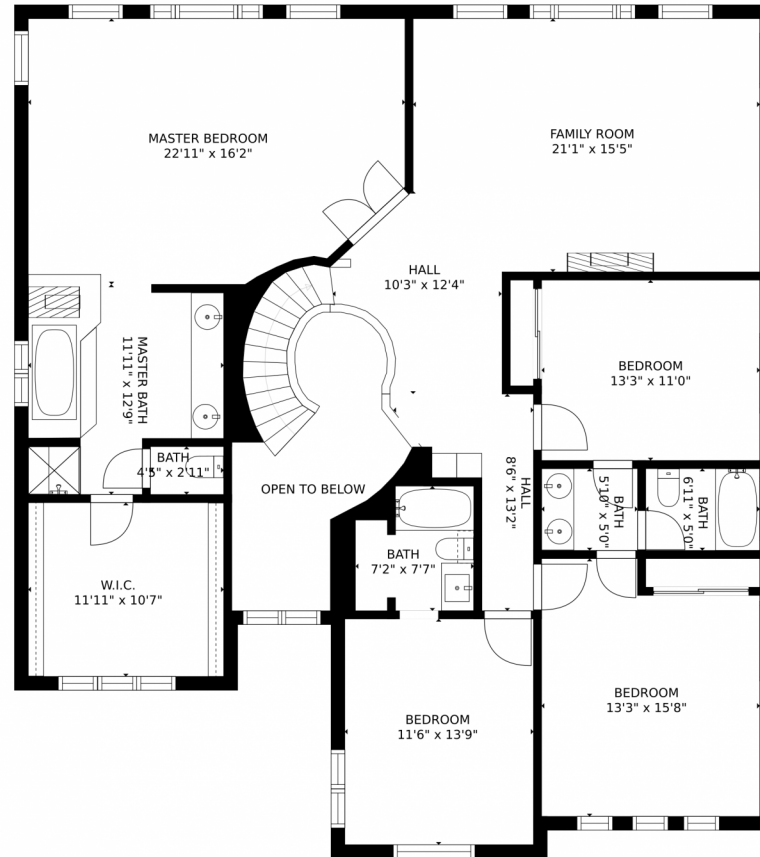 MASTER BEDROOM
22'11" x 16'2"
FAMILY ROOM
21'1" x 15'5"
HALL
10'3" x 12'4"
BEDROOM
13'3" x 11'0"
MASTER BATH
11'11" x 12'9"
BATH
4'5" x 2'11"
OPEN TO BELOW
HALL
8'6" x 13'2"
BATH
5'10" x 5'0"
BATH
6'11" x 5'0"
BATH
7'2" x 7'7"
W.I.C.
11'11" x 10'7"
BEDROOM
13'3" x 15'8"
BEDROOM
11'6" x 13'9"